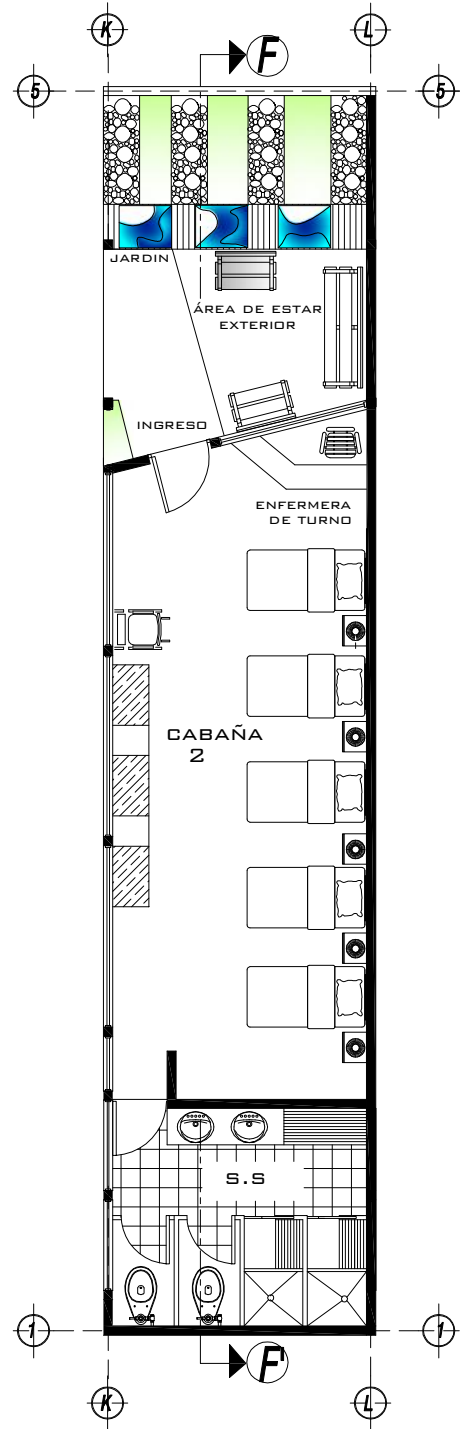 K
L
F
5
5
JARDIN
ÁREA DE ESTAR
EXTERIOR
INGRESO
ENFERMERA
DE TURNO
CABAÑA
2
S.S
1
1
F'
K
L